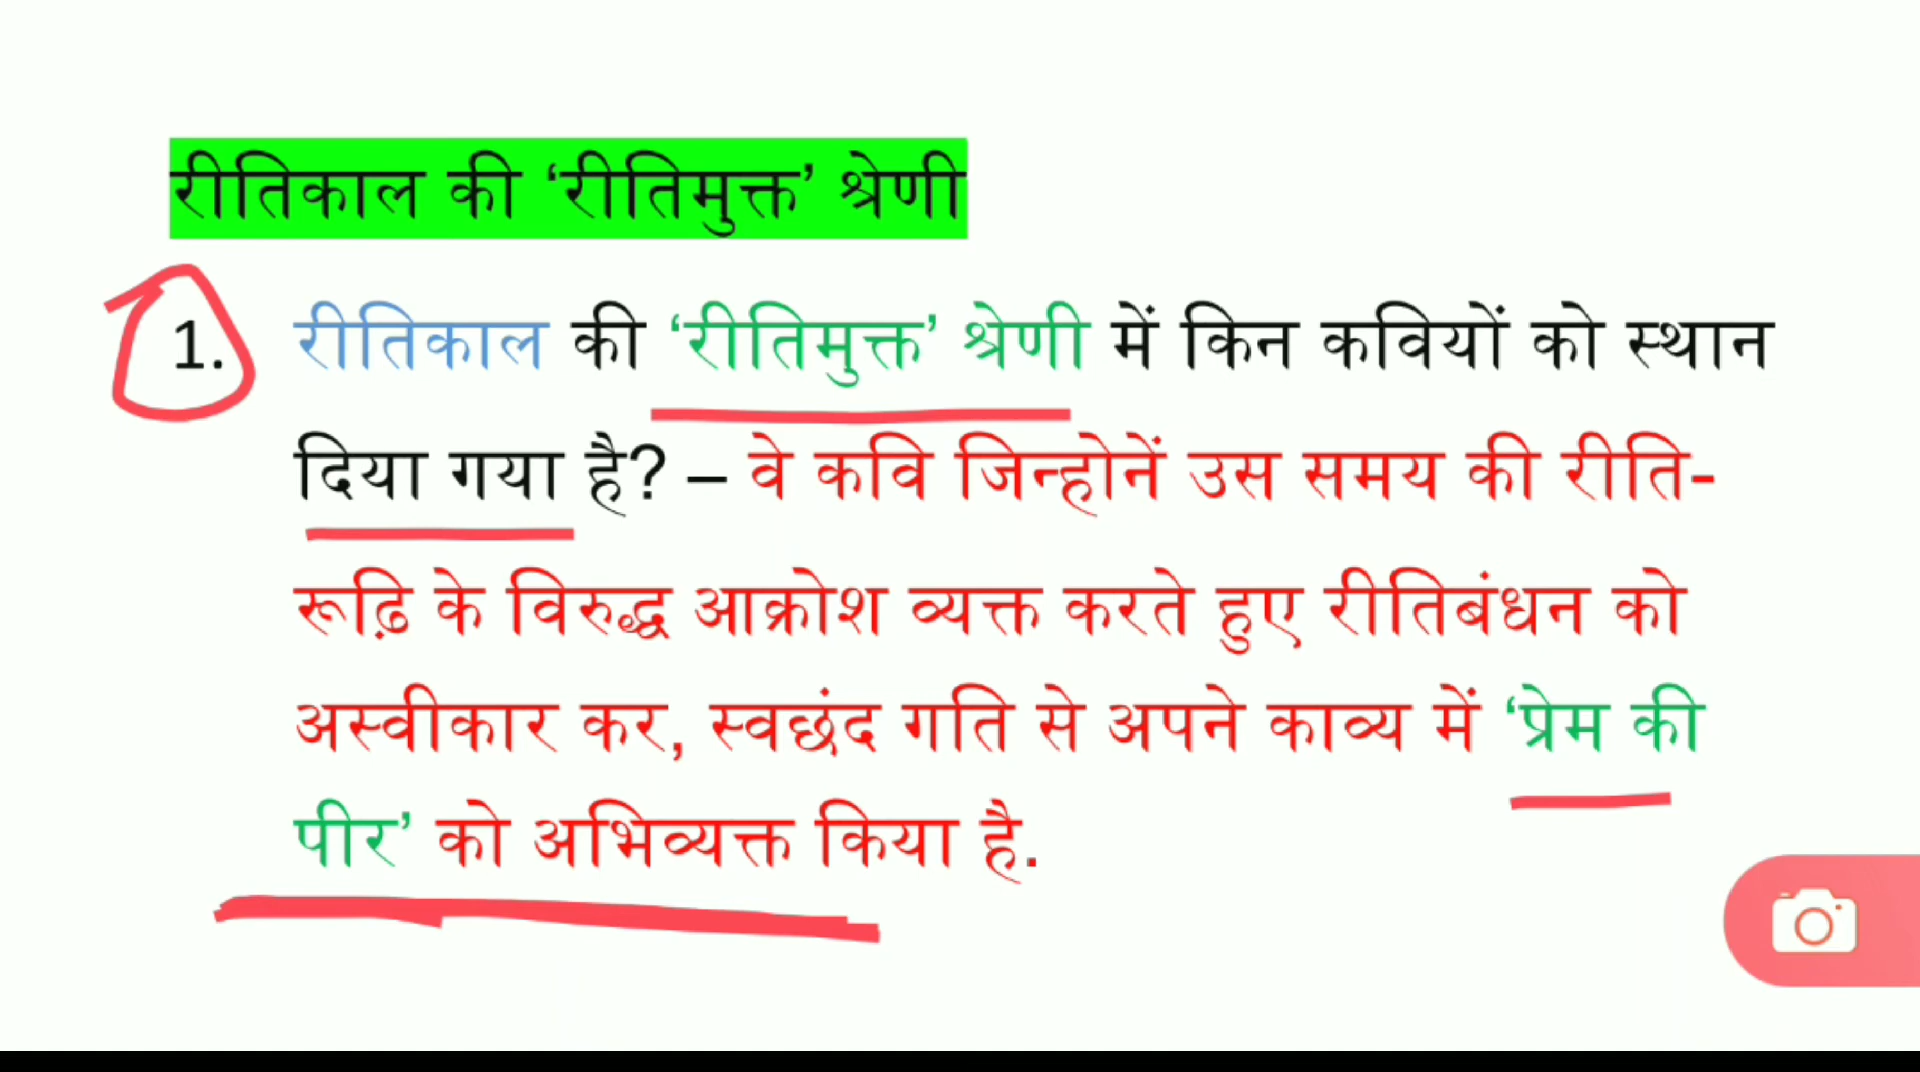 रीतिकाल की ‘रीतिमुक्त’ श्रेणी
1. रीतिकाल की ‘रीतिमुक्त’ श्रेणी में किन कवियों को स्थान
दिया गया है? – वे कवि जिन्होनें उस समय की रीति-
रूढ़ि के विरुद्ध आक्रोश व्यक्त करते हुए रीतिबंधन को
अस्वीकार कर, स्वछंद गति से अपने काव्य में ‘प्रेम की
पीर’ को अभिव्यक्त किया है.